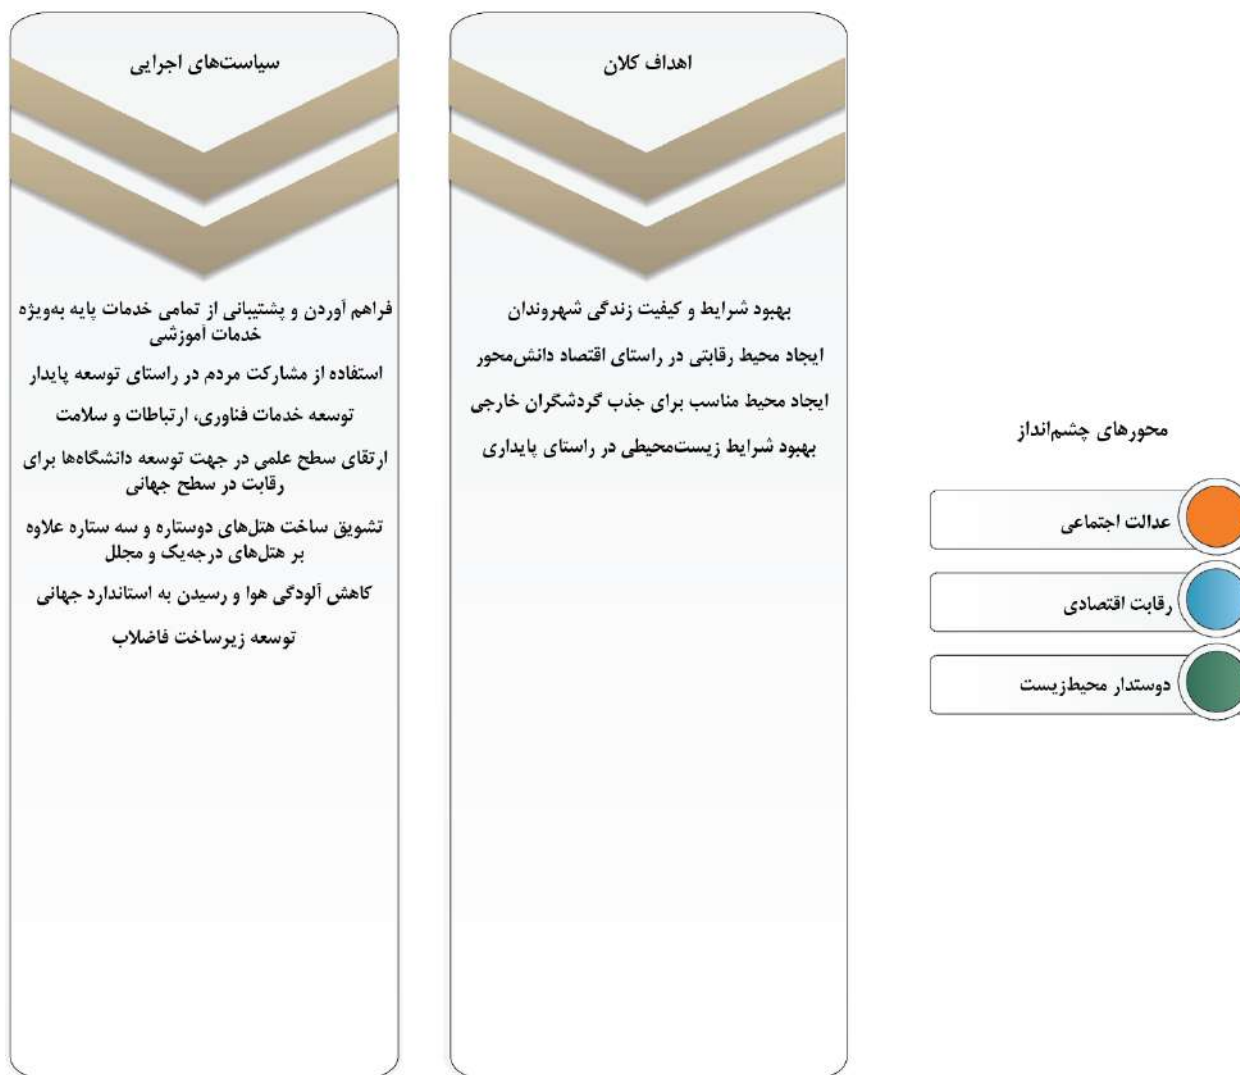 محورهای چشم‌انداز
عدالت اجتماعی
رقابت اقتصادی
دوستدار محیط‌زیست
اهداف کلان
بهبود شرایط و کیفیت زندگی شهروندان
ایجاد محیط رقابتی در راستای اقتصاد دانش‌محور
ایجاد محیط مناسب برای جذب گردشگران خارجی
بهبود شرایط زیست‌محیطی در راستای پایداری
سیاست‌های اجرایی
فراهم آوردن و پشتیبانی از تمامی خدمات پایه به‌ویژه
خدمات آموزشی
استفاده از مشارکت مردم در راستای توسعه پایدار
توسعه خدمات فناوری، ارتباطات و سلامت
ارتقای سطح علمی در جهت توسعه دانشگاه‌ها برای
رقابت در سطح جهانی
تشویق ساخت هتل‌های دوستاره و سه ستاره علاوه
بر هتل‌های درجه‌یک و مجلل
کاهش آلودگی هوا و رسیدن به استاندارد جهانی
توسعه زیرساخت فاضلاب